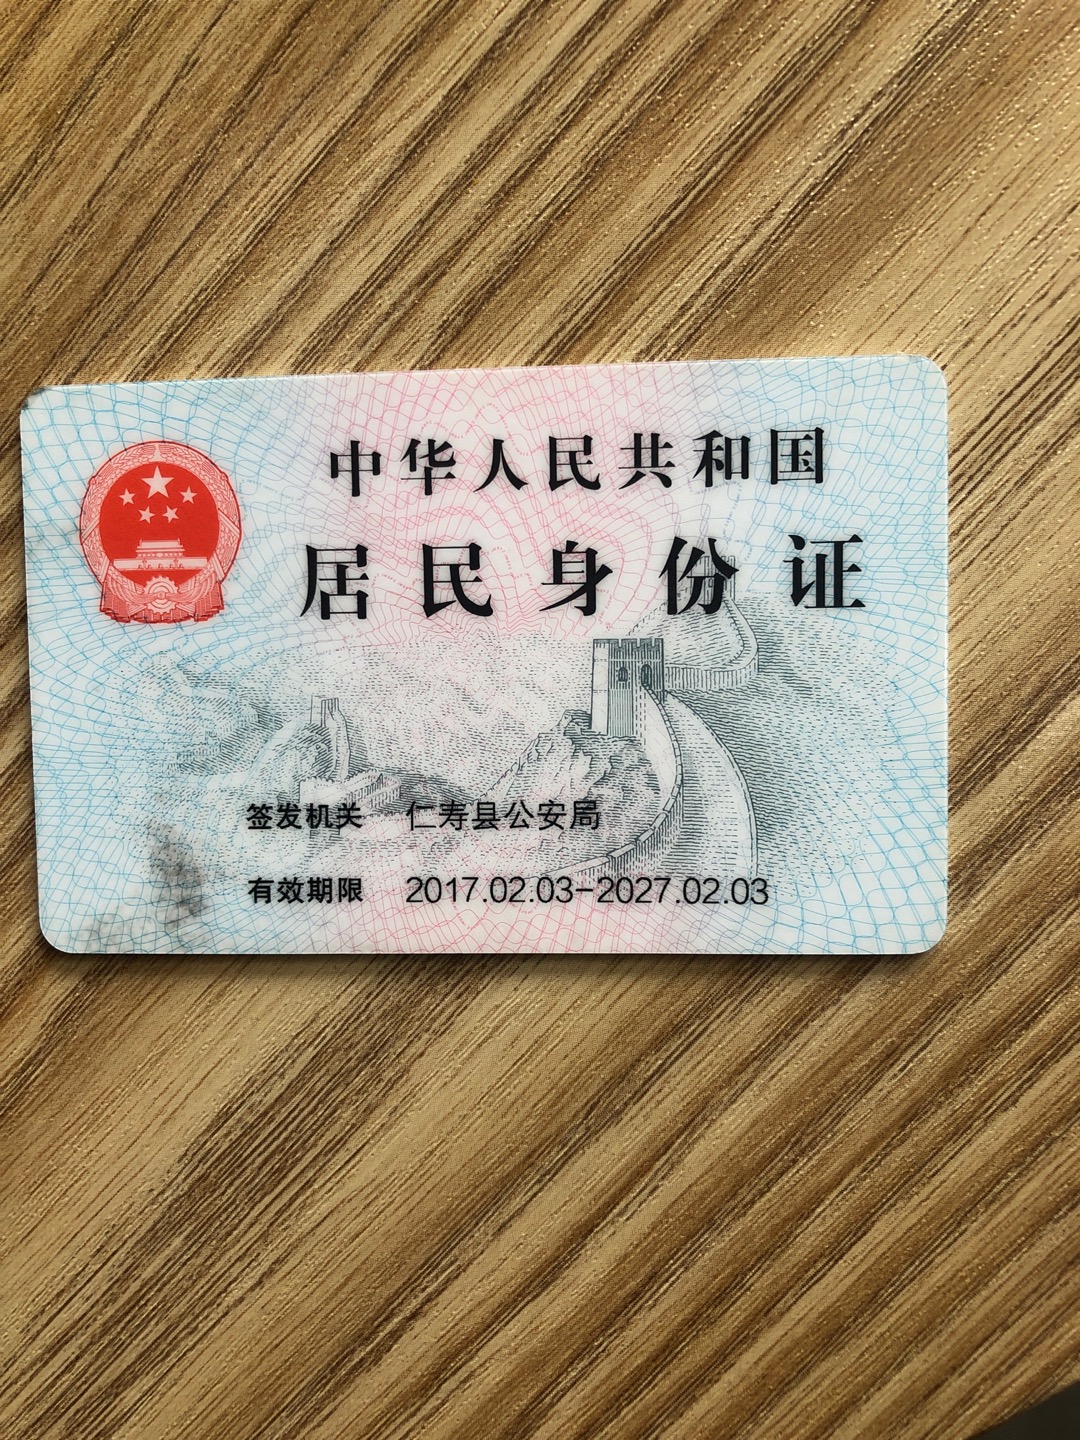 中华人民共和国
居民身份证
签发机关 仁寿县公安局
有效期限 2017.02.03-2027.02.03